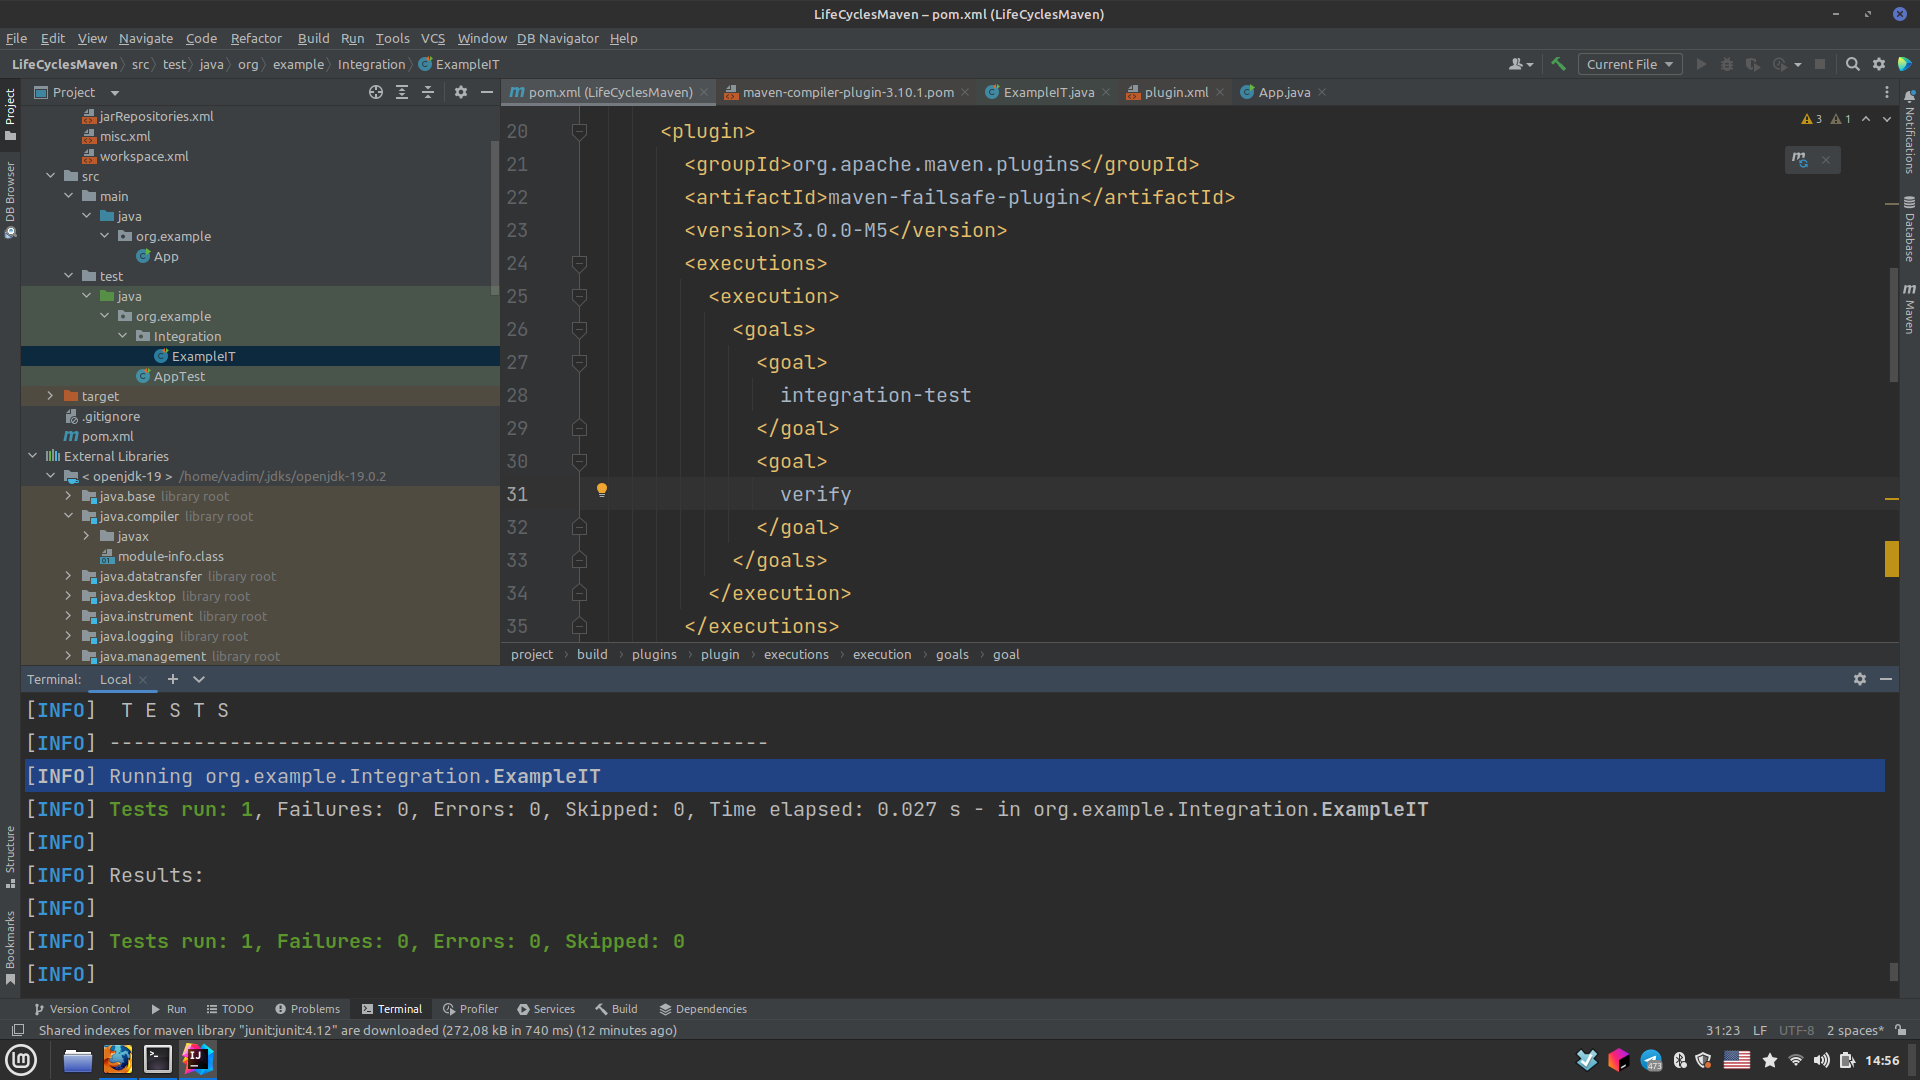 LifeCyclesMaven – pom.xml (LifeCyclesMaven)
File Edit View Navigate Code Refactor Build Run Tools VCS Window DB Navigator Help
LifeCyclesMaven src test java org example Integration ExampleIT
Current File
Project
pom.xml (LifeCyclesMaven) maven-compiler-plugin-3.10.1.pom ExampleIT.java plugin.xml App.java
Project
DB Browser
Structure
Bookmarks
jarRepositories.xml
misc.xml
workspace.xml
src
main
java
org.example
App
test
java
org.example
Integration
ExampleIT
AppTest
target
.gitignore
pom.xml
External Libraries
< openjdk-19 > /home/vadim/.jdks/openjdk-19.0.2
java.base library root
java.compiler library root
javax
module-info.class
java.datatransfer library root
java.desktop library root
java.instrument library root
java.logging library root
java.management library root
3 1
20 <plugin>
21 <groupId>org.apache.maven.plugins</groupId>
22 <artifactId>maven-failsafe-plugin</artifactId>
23 <version>3.0.0-M5</version>
24 <executions>
25 <execution>
26 <goals>
27 <goal>
28 integration-test
29 </goal>
30 <goal>
31 verify
32 </goal>
33 </goals>
34 </execution>
35 </executions>
project build plugins plugin executions execution goals goal
Notifications
Database
Maven
Terminal: Local
[INFO] T E S T S
[INFO] -------------------------------------------------------
[INFO] Running org.example.Integration.ExampleIT
[INFO] Tests run: 1, Failures: 0, Errors: 0, Skipped: 0, Time elapsed: 0.027 s - in org.example.Integration.ExampleIT
[INFO]
[INFO] Results:
[INFO]
[INFO] Tests run: 1, Failures: 0, Errors: 0, Skipped: 0
[INFO]
Version Control Run TODO Problems Terminal Profiler Services Build Dependencies
Shared indexes for maven library "junit:junit:4.12" are downloaded (272,08 kB in 740 ms) (12 minutes ago)
31:23 LF UTF-8 2 spaces*
IJ
473
14:56